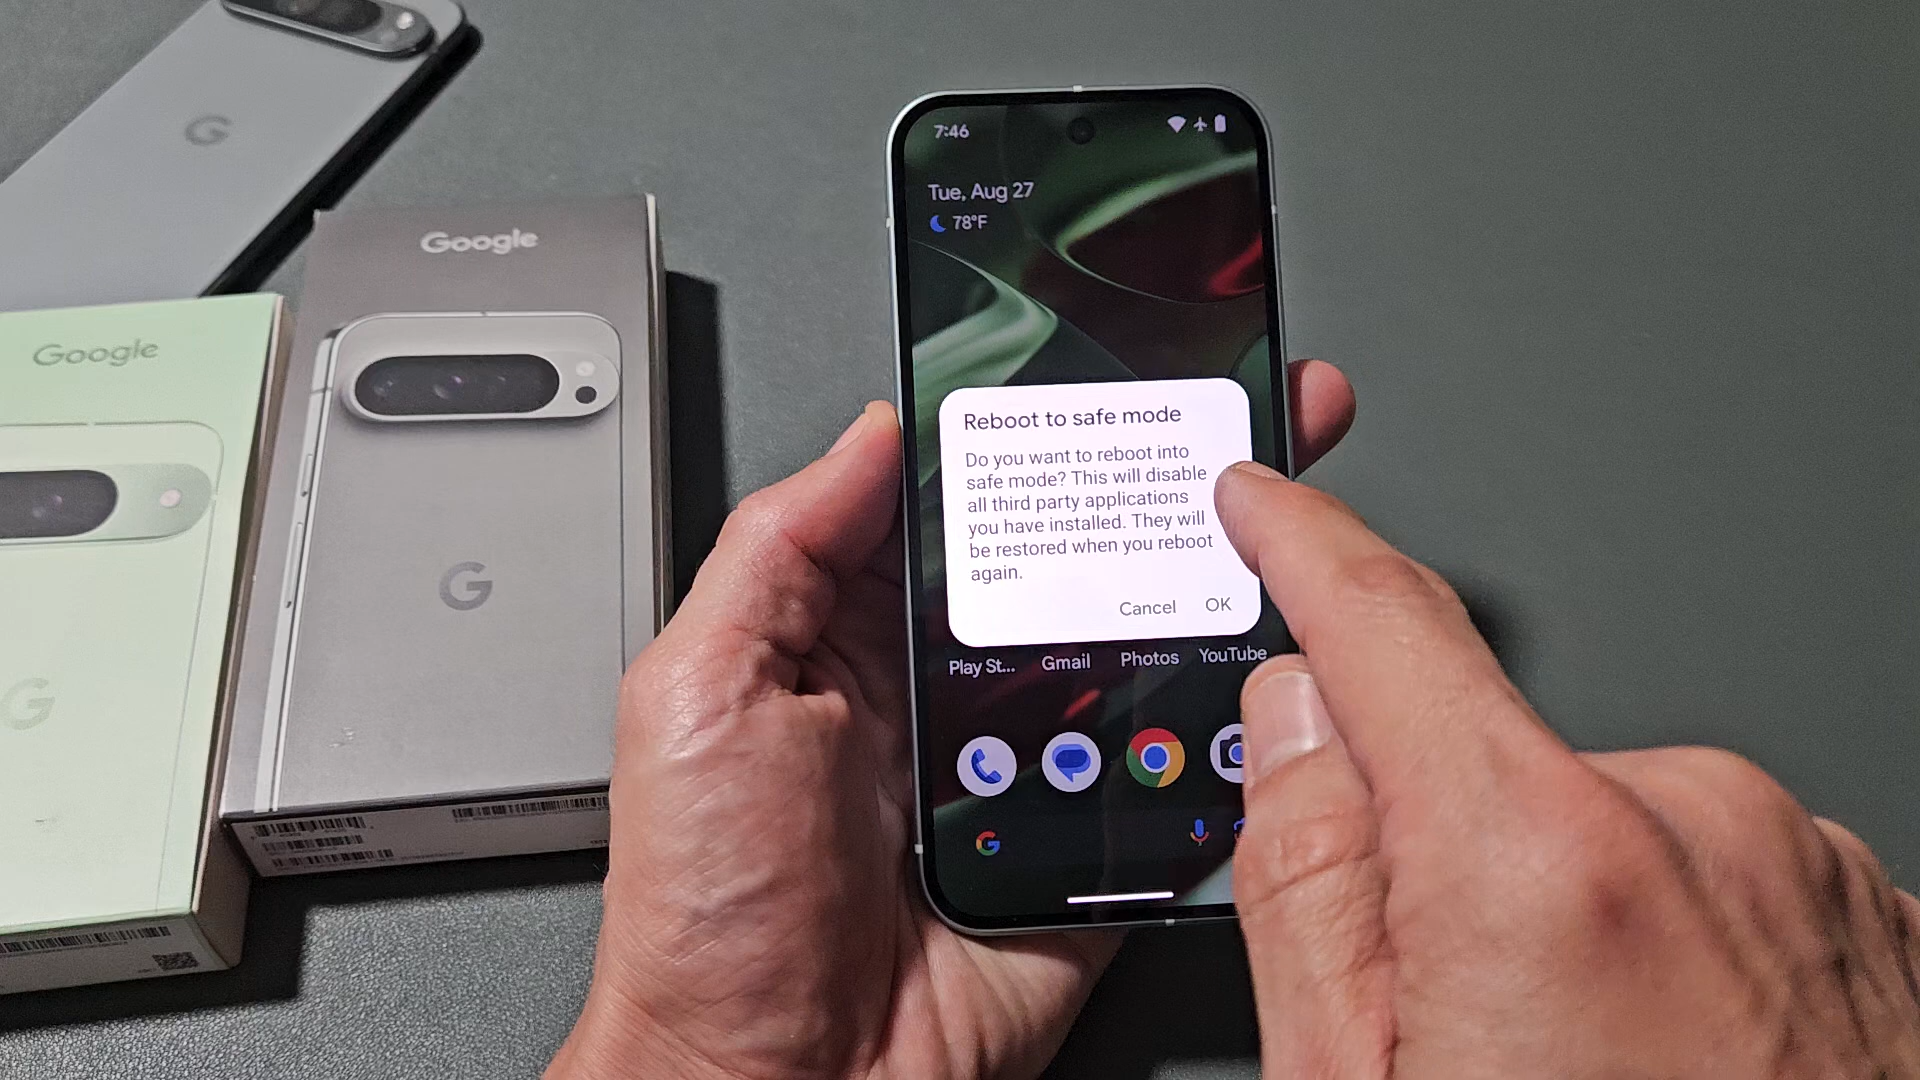 Google
Google
G
G
G
7:46
Tue, Aug 27
78°F
Reboot to safe mode
Do you want to reboot into
safe mode? This will disable
all third party applications
you have installed. They will
be restored when you reboot
again.
Cancel OK
Play St... Gmail Photos YouTube
G